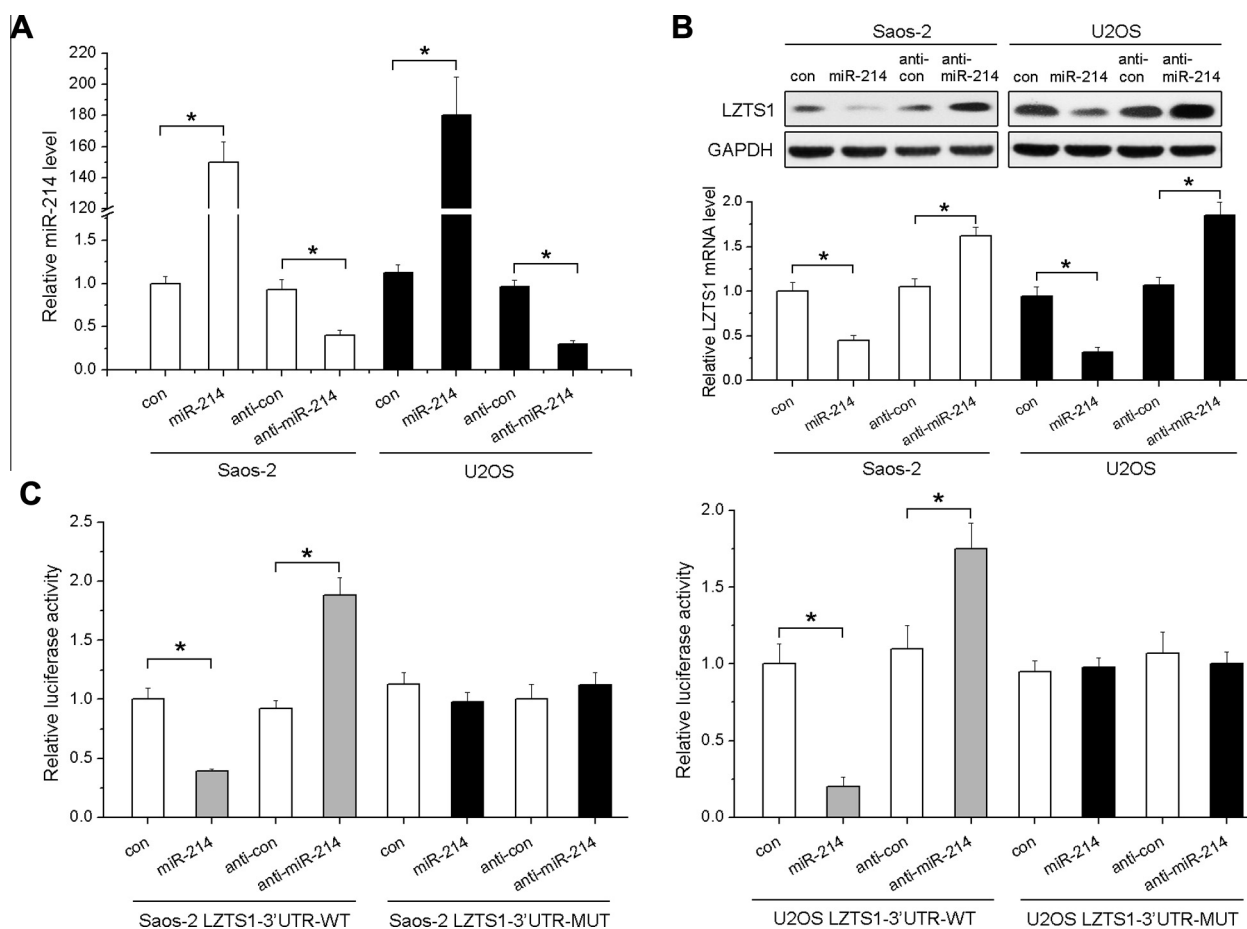 A
Relative miR-214 level
220
200
180
160
140
120
1.5
1.0
0.5
0.0
*
*
*
*
con
miR-214
anti-con
anti-miR-214
con
miR-214
anti-con
anti-miR-214
Saos-2
U2OS
B
Saos-2
U2OS
con
miR-214
anti-
con
anti-
miR-214
con
miR-214
anti-
con
anti-
miR-214
LZTS1
GAPDH
Relative LZTS1 mRNA level
2.0
1.5
1.0
0.5
0.0
*
*
*
*
con
miR-214
anti-con
anti-miR-214
con
miR-214
anti-con
anti-miR-214
Saos-2
U2OS
C
Relative luciferase activity
2.5
2.0
1.5
1.0
0.5
0.0
*
*
con
miR-214
anti-con
anti-miR-214
con
miR-214
anti-con
anti-miR-214
Saos-2 LZTS1-3'UTR-WT
Saos-2 LZTS1-3'UTR-MUT
Relative luciferase activity
2.0
1.5
1.0
0.5
0.0
*
*
con
miR-214
anti-con
anti-miR-214
con
miR-214
anti-con
anti-miR-214
U2OS LZTS1-3'UTR-WT
U2OS LZTS1-3'UTR-MUT